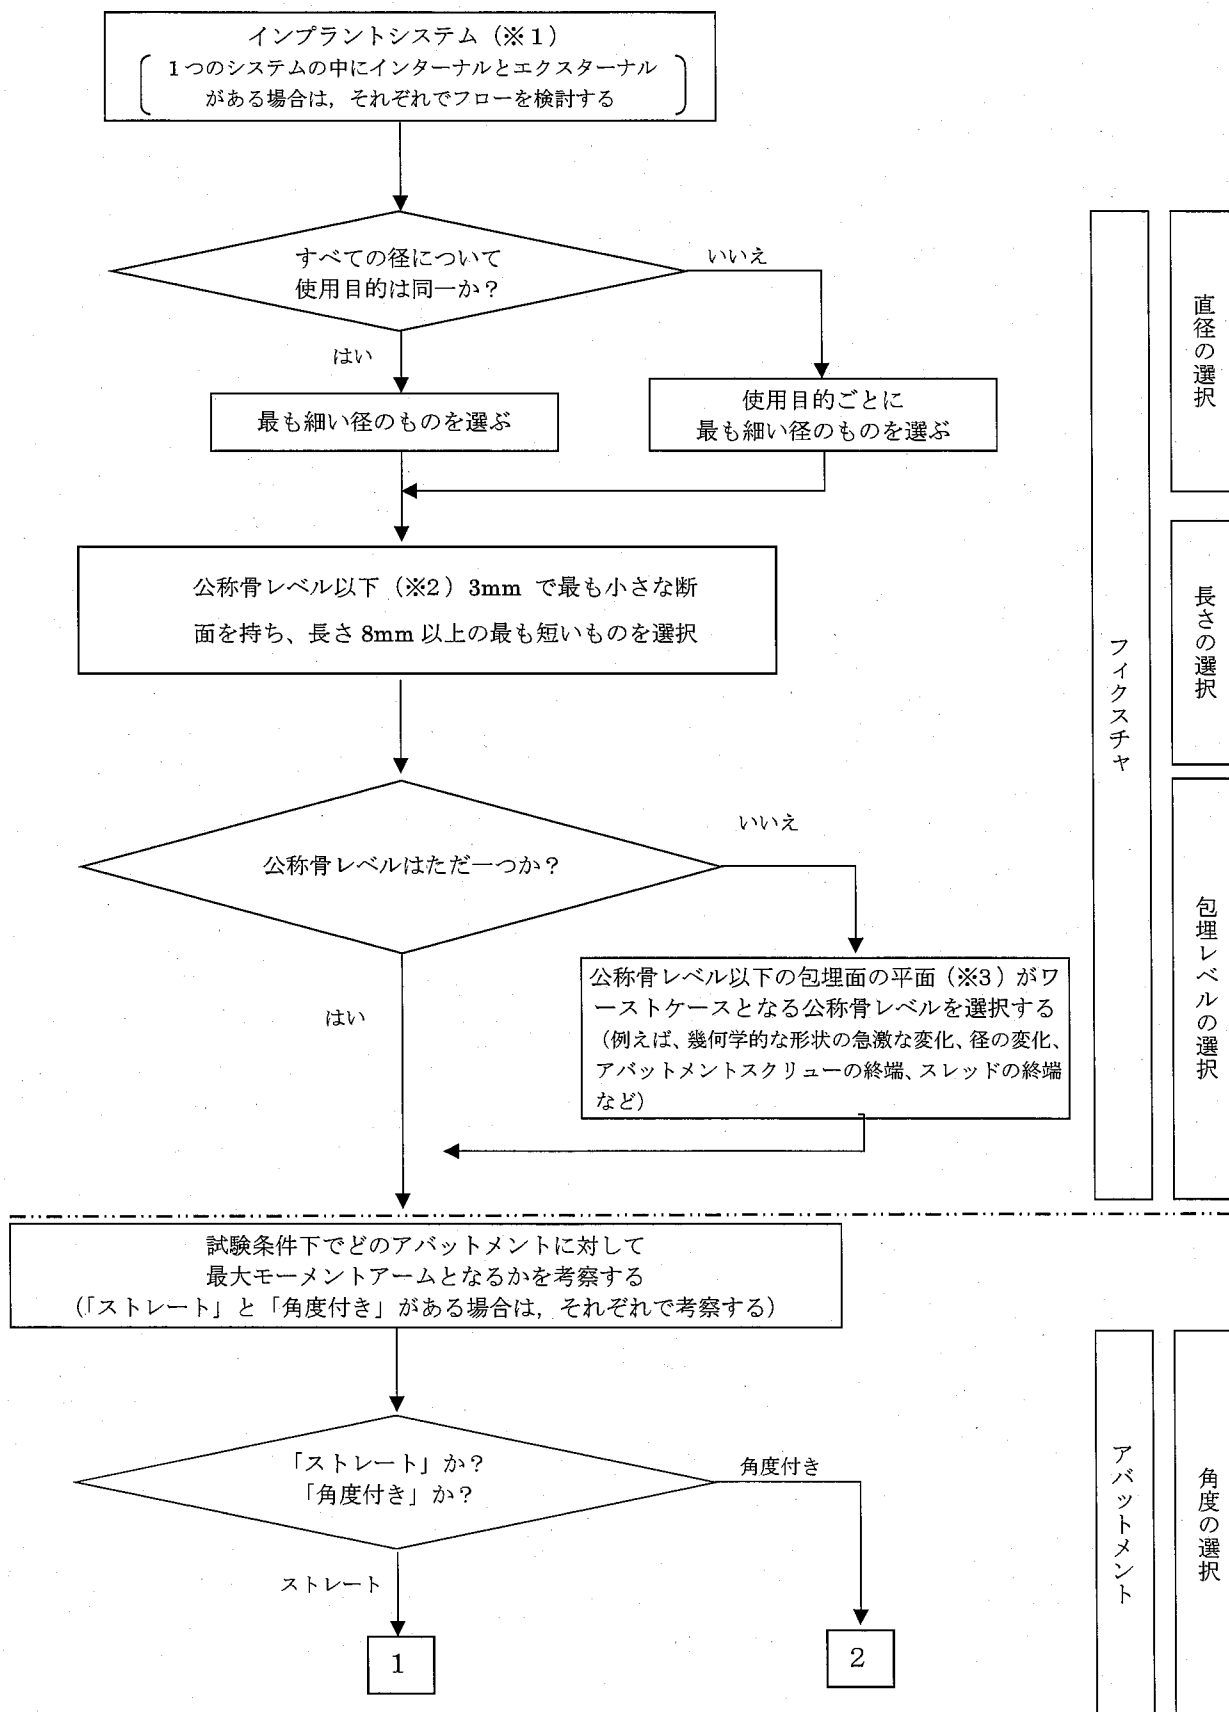 インプラントシステム（※１）
１つのシステムの中にインターナルとエクスターナル
がある場合は，それぞれでフローを検討する
すべての径について
使用目的は同一か？
いいえ
はい
最も細い径のものを選ぶ
使用目的ごとに
最も細い径のものを選ぶ
公称骨レベル以下（※2）3mm で最も小さな断
面を持ち、長さ 8mm 以上の最も短いものを選択
公称骨レベルはただ一つか？
いいえ
はい
公称骨レベル以下の包埋面の平面（※3）がワ
ーストケースとなる公称骨レベルを選択する
（例えば、幾何学的な形状の急激な変化、径の変化、
アバットメントスクリューの終端、スレッドの終端
など）
フィクスチャ
直径の選択
長さの選択
包埋レベルの選択
試験条件下でどのアバットメントに対して
最大モーメントアームとなるかを考察する
（「ストレート」と「角度付き」がある場合は，それぞれで考察する）
「ストレート」か？
「角度付き」か？
角度付き
ストレート
1
2
アバットメント
角度の選択